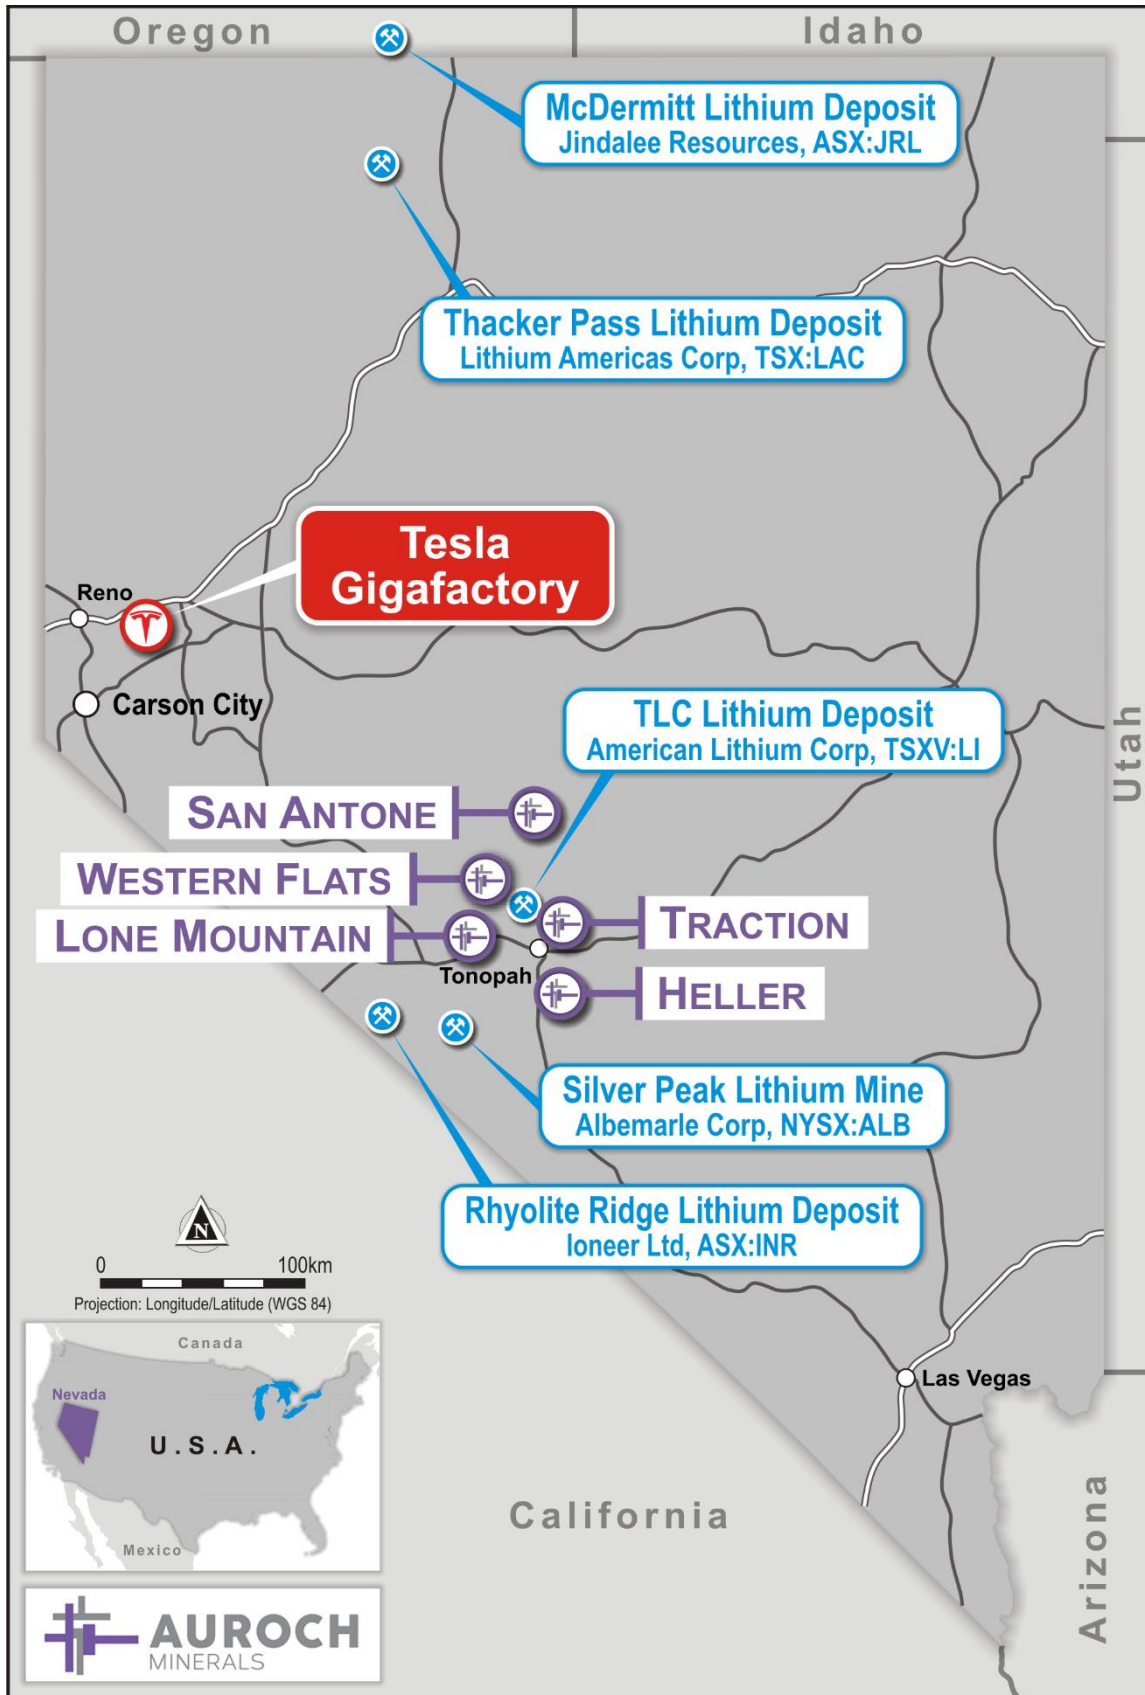 Oregon
Idaho
McDermitt Lithium Deposit
Jindalee Resources, ASX:JRL
Thacker Pass Lithium Deposit
Lithium Americas Corp, TSX:LAC
Tesla
Gigafactory
Reno
Carson City
TLC Lithium Deposit
American Lithium Corp, TSXV:LI
Utah
SAN ANTONE
WESTERN FLATS
LONE MOUNTAIN
TRACTION
Tonopah
HELLER
Silver Peak Lithium Mine
Albemarle Corp, NYSX:ALB
Rhyolite Ridge Lithium Deposit
Ioneer Ltd, ASX:INR
N
0 100km
Projection: Longitude/Latitude (WGS 84)
Canada
Nevada
U.S.A.
Mexico
Las Vegas
California
Arizona
AUROCH
MINERALS